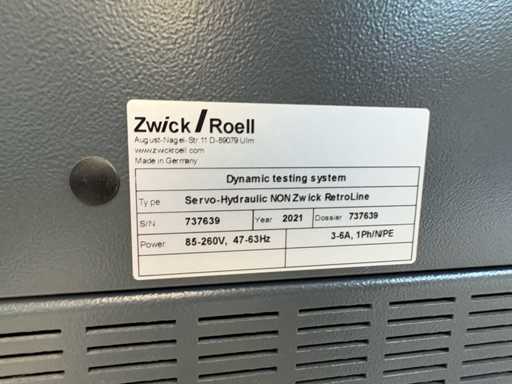 Zwick / Roell
August-Nagel-Str.11 D-89079 Ulm
www.zwickroell.com
Made in Germany
Dynamic testing system
Type Servo-Hydraulic NON Zwick RetroLine
S/N 737639 Year 2021 Dossier 737639
Power 85-260V, 47-63Hz 3-6A, 1Ph/N/PE